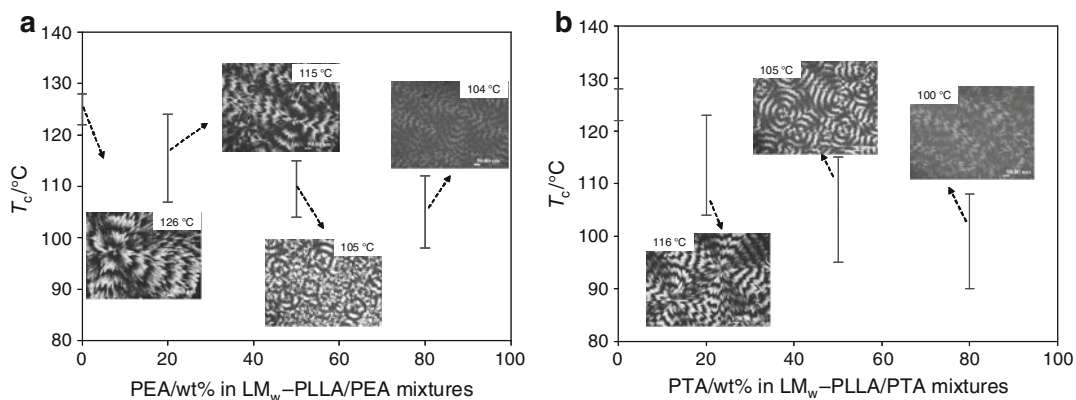 a
140
130
120
110
100
90
80
T_c/°C
115 °C
104 °C
126 °C
105 °C
0
20
40
60
80
100
PEA/wt% in LM_w–PLLA/PEA mixtures
b
140
130
120
110
100
90
80
T_c/°C
105 °C
100 °C
116 °C
0
20
40
60
80
100
PTA/wt% in LM_w–PLLA/PTA mixtures